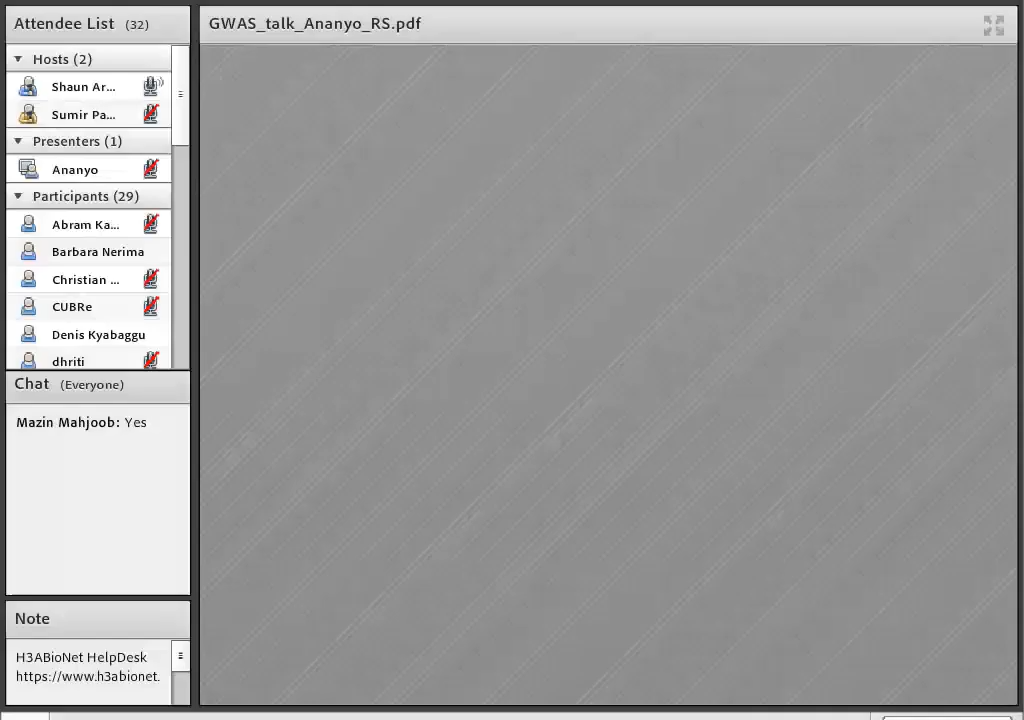 Attendee List (32)
Hosts (2)
Shaun Ar...
Sumir Pa...
Presenters (1)
Ananyo
Participants (29)
Abram Ka...
Barbara Nerima
Christian ...
CUBRe
Denis Kyabaggu
dhriti
Chat (Everyone)
Mazin Mahjoob: Yes
Note
H3ABioNet HelpDesk
https://www.h3abionet.
GWAS_talk_Ananyo_RS.pdf